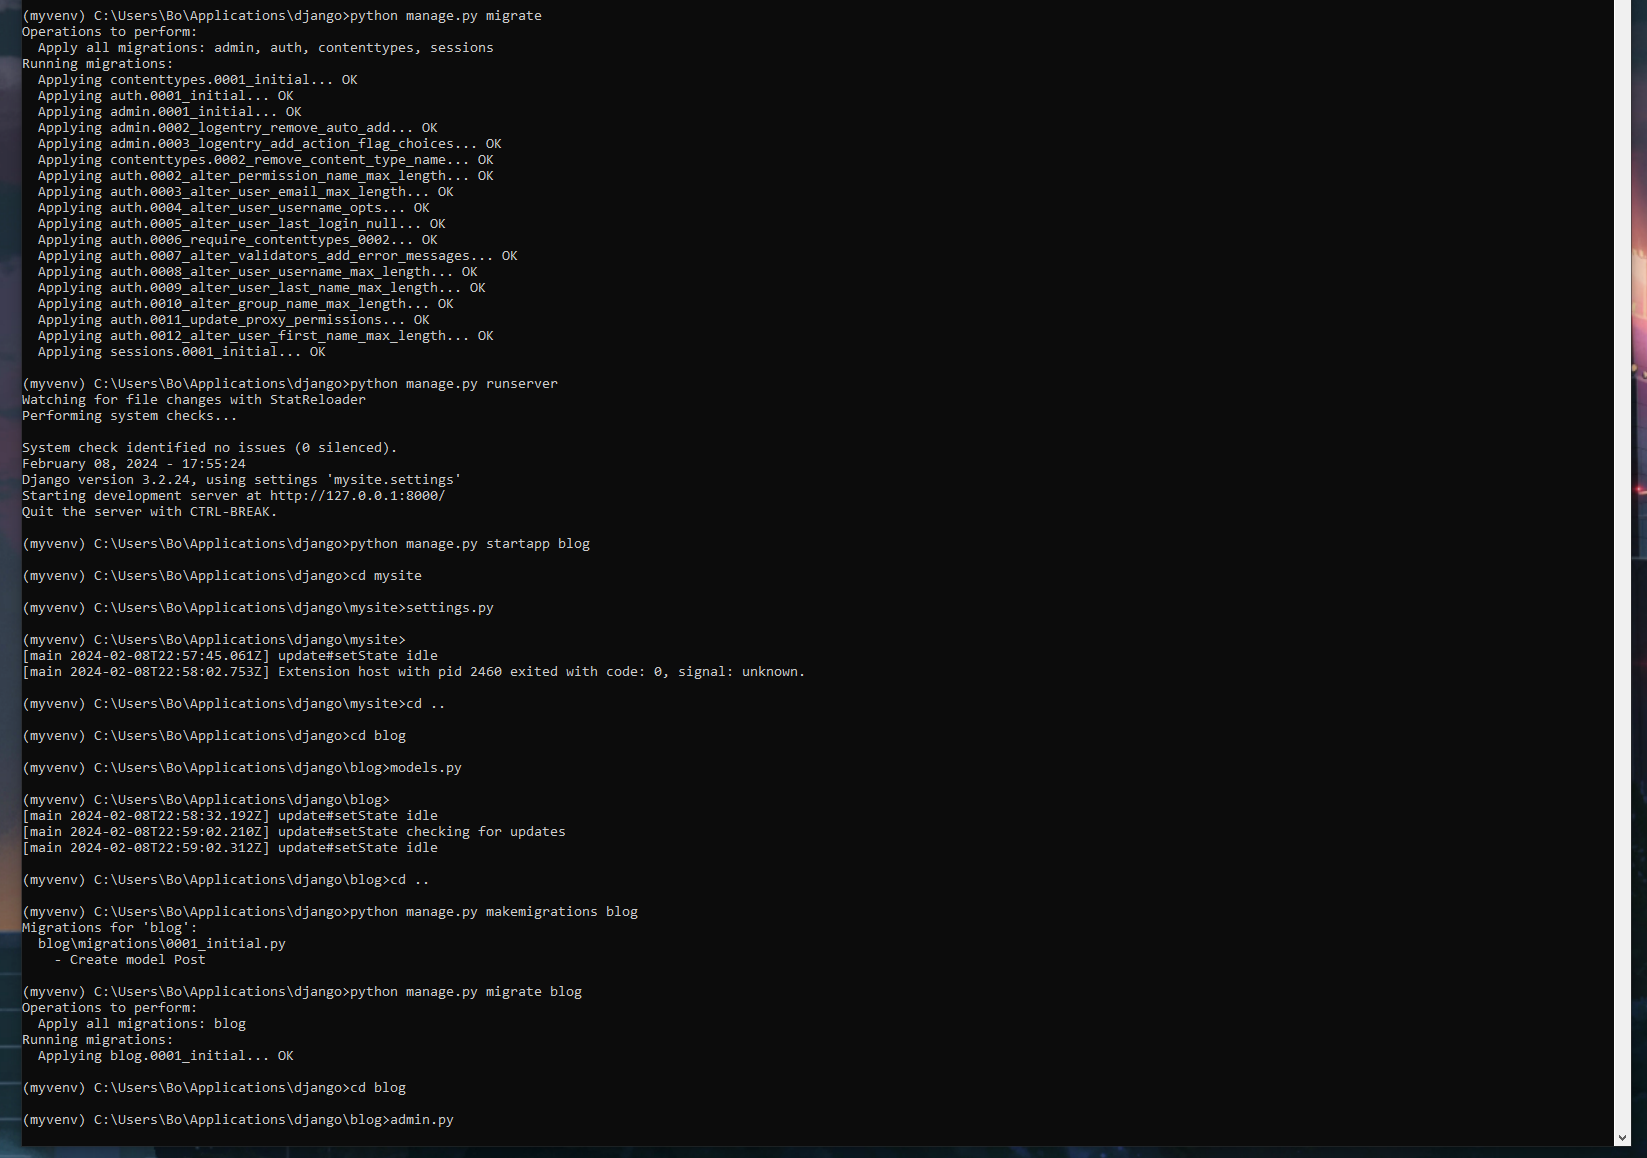 (myvenv) C:\Users\Bo\Applications\django>python manage.py migrate
Operations to perform:
  Apply all migrations: admin, auth, contenttypes, sessions
Running migrations:
  Applying contenttypes.0001_initial... OK
  Applying auth.0001_initial... OK
  Applying admin.0001_initial... OK
  Applying admin.0002_logentry_remove_auto_add... OK
  Applying admin.0003_logentry_add_action_flag_choices... OK
  Applying contenttypes.0002_remove_content_type_name... OK
  Applying auth.0002_alter_permission_name_max_length... OK
  Applying auth.0003_alter_user_email_max_length... OK
  Applying auth.0004_alter_user_username_opts... OK
  Applying auth.0005_alter_user_last_login_null... OK
  Applying auth.0006_require_contenttypes_0002... OK
  Applying auth.0007_alter_validators_add_error_messages... OK
  Applying auth.0008_alter_user_username_max_length... OK
  Applying auth.0009_alter_user_last_name_max_length... OK
  Applying auth.0010_alter_group_name_max_length... OK
  Applying auth.0011_update_proxy_permissions... OK
  Applying auth.0012_alter_user_first_name_max_length... OK
  Applying sessions.0001_initial... OK
(myvenv) C:\Users\Bo\Applications\django>python manage.py runserver
Watching for file changes with StatReloader
Performing system checks...
System check identified no issues (0 silenced).
February 08, 2024 - 17:55:24
Django version 3.2.24, using settings 'mysite.settings'
Starting development server at http://127.0.0.1:8000/
Quit the server with CTRL-BREAK.
(myvenv) C:\Users\Bo\Applications\django>python manage.py startapp blog
(myvenv) C:\Users\Bo\Applications\django>cd mysite
(myvenv) C:\Users\Bo\Applications\django\mysite>settings.py
(myvenv) C:\Users\Bo\Applications\django\mysite>
[main 2024-02-08T22:57:45.061Z] update#setState idle
[main 2024-02-08T22:58:02.753Z] Extension host with pid 2460 exited with code: 0, signal: unknown.
(myvenv) C:\Users\Bo\Applications\django\mysite>cd ..
(myvenv) C:\Users\Bo\Applications\django>cd blog
(myvenv) C:\Users\Bo\Applications\django\blog>models.py
(myvenv) C:\Users\Bo\Applications\django\blog>
[main 2024-02-08T22:58:32.192Z] update#setState idle
[main 2024-02-08T22:59:02.210Z] update#setState checking for updates
[main 2024-02-08T22:59:02.312Z] update#setState idle
(myvenv) C:\Users\Bo\Applications\django\blog>cd ..
(myvenv) C:\Users\Bo\Applications\django>python manage.py makemigrations blog
Migrations for 'blog':
  blog\migrations\0001_initial.py
    - Create model Post
(myvenv) C:\Users\Bo\Applications\django>python manage.py migrate blog
Operations to perform:
  Apply all migrations: blog
Running migrations:
  Applying blog.0001_initial... OK
(myvenv) C:\Users\Bo\Applications\django>cd blog
(myvenv) C:\Users\Bo\Applications\django\blog>admin.py